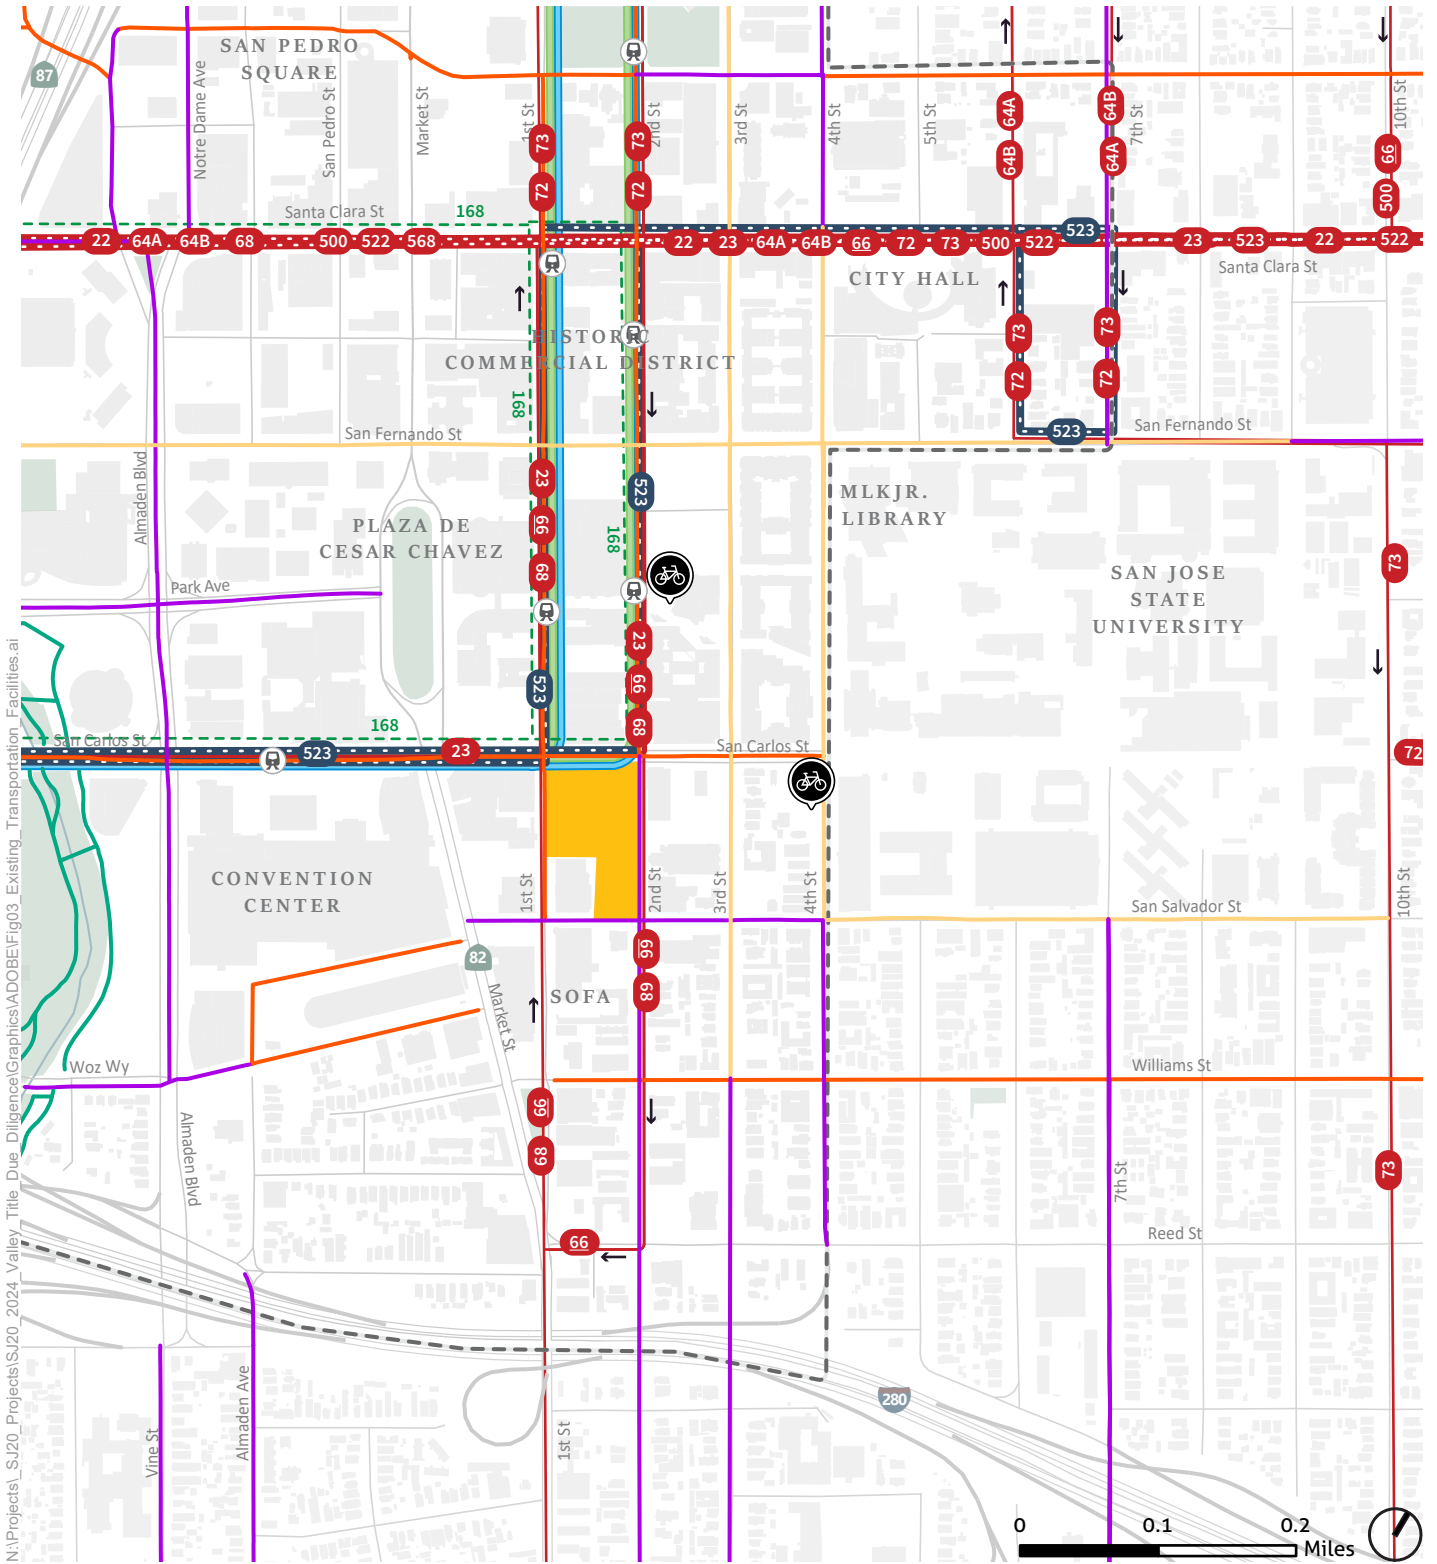 SAN PEDRO
SQUARE
87
Notre Dame Ave
San Pedro St
Market St
1st St
2nd St
3rd St
4th St
5th St
7th St
10th St
73
72
73
72
64A
64B
64B
64A
66
500
Santa Clara St
168
22
64A
64B
68
500
522
568
22
23
64A
64B
66
72
73
500
522
523
23
523
22
522
Santa Clara St
CITY HALL
HISTORIC
COMMERCIAL DISTRICT
73
72
73
72
168
523
San Fernando St
San Fernando St
Almaden Blvd
23
66
68
523
168
MLKJR.
LIBRARY
PLAZA DE
CESAR CHAVEZ
SAN JOSE
STATE
UNIVERSITY
73
Park Ave
23
66
68
523
168
San Carlos St
523
23
San Carlos St
72
CONVENTION
CENTER
1st St
2nd St
3rd St
4th St
10th St
San Salvador St
82
66
68
SOFA
Market St
Woz Wy
Williams St
66
68
Almaden Blvd
7th St
73
66
Reed St
280
Vine St
Almaden Ave
1st St
0 0.1 0.2
Miles
N:\Projects\_SJ20_Projects\SJ20_2024_Valley_Title_Due_Diligence\Graphics\ADOBE\Fig03_Existing_Transportation_Facilities.ai